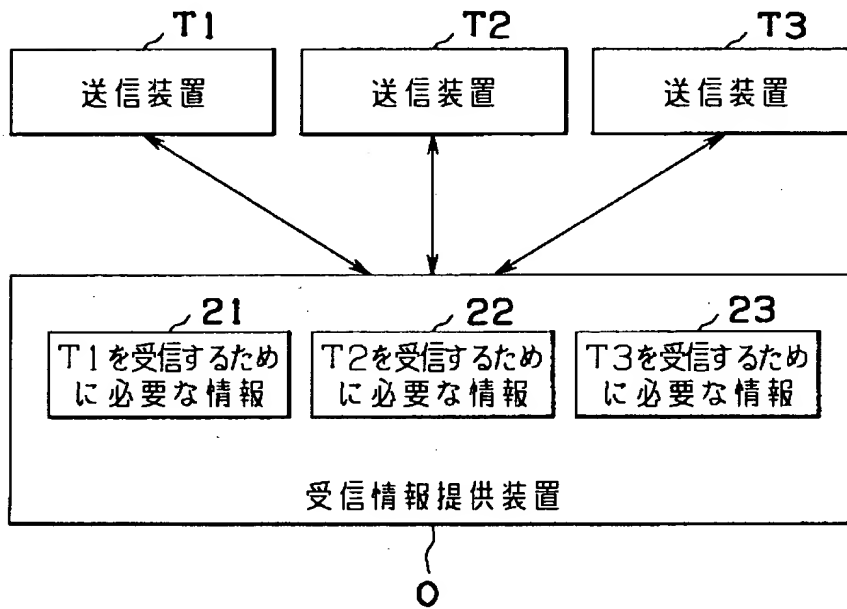 T1 T2 T3
送信装置 送信装置 送信装置
21 22 23
T1を受信するため T2を受信するため T3を受信するため
に必要な情報 に必要な情報 に必要な情報
受信情報提供装置
O